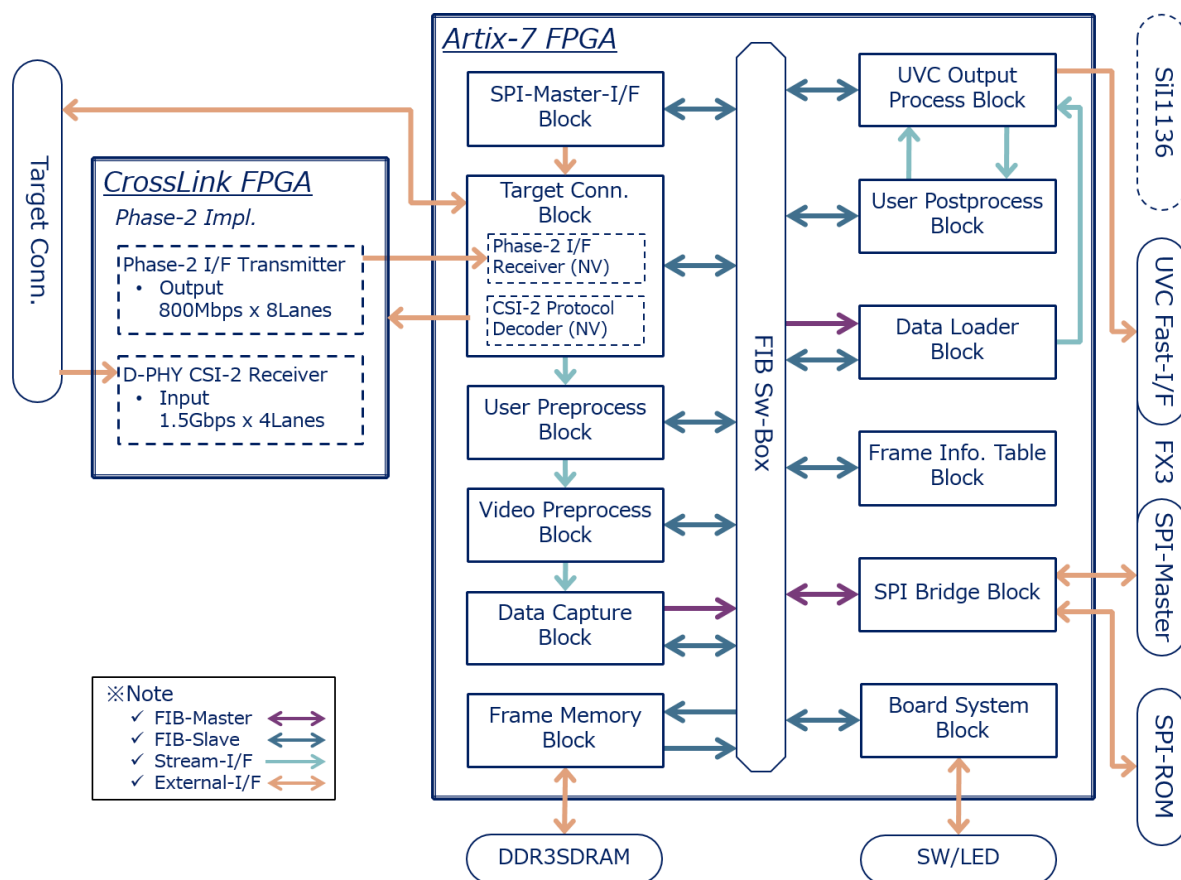 Artix-7 FPGA
SPI-Master-I/F
Block
UVC Output
Process Block
SiI1136
Target Conn.
CrossLink FPGA
Phase-2 Impl.
Phase-2 I/F Transmitter
• Output
800Mbps x 8Lanes
D-PHY CSI-2 Receiver
• Input
1.5Gbps x 4Lanes
Target Conn.
Block
Phase-2 I/F
Receiver (NV)
CSI-2 Protocol
Decoder (NV)
User Preprocess
Block
Video Preprocess
Block
Data Capture
Block
Frame Memory
Block
FIB Sw-Box
User Postprocess
Block
Data Loader
Block
Frame Info. Table
Block
SPI Bridge Block
Board System
Block
UVC Fast-I/F
FX3
SPI-Master
SPI-ROM
※Note
✓ FIB-Master
✓ FIB-Slave
✓ Stream-I/F
✓ External-I/F
DDR3SDRAM
SW/LED